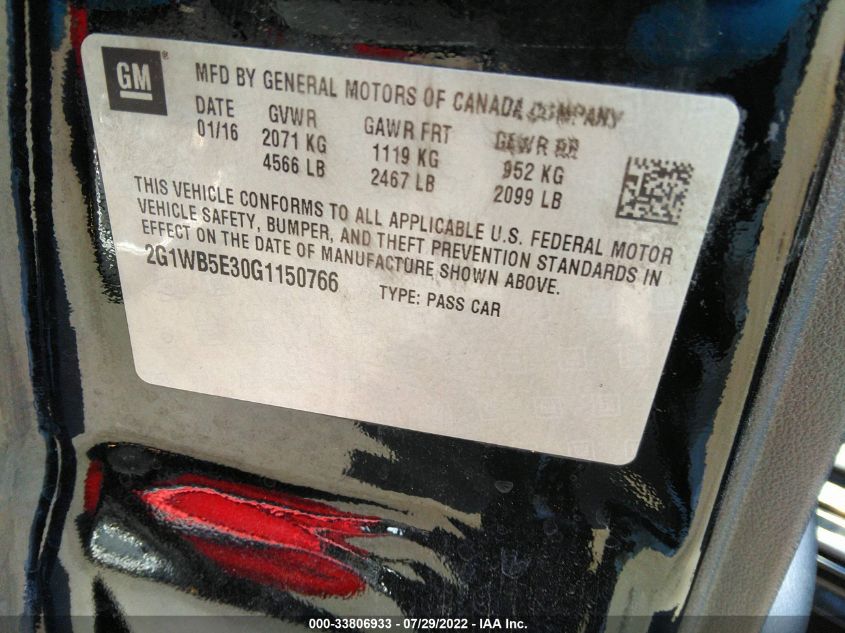 GM
MFD BY GENERAL MOTORS OF CANADA COMPANY
DATE GVWR GAWR FRT GAWR RR
01/16 2071 KG 1119 KG 952 KG
4566 LB 2467 LB 2099 LB
THIS VEHICLE CONFORMS TO ALL APPLICABLE U.S. FEDERAL MOTOR
VEHICLE SAFETY, BUMPER, AND THEFT PREVENTION STANDARDS IN
EFFECT ON THE DATE OF MANUFACTURE SHOWN ABOVE.
2G1WB5E30G1150766 TYPE: PASS CAR
000-33806933 - 07/29/2022 - IAA Inc.